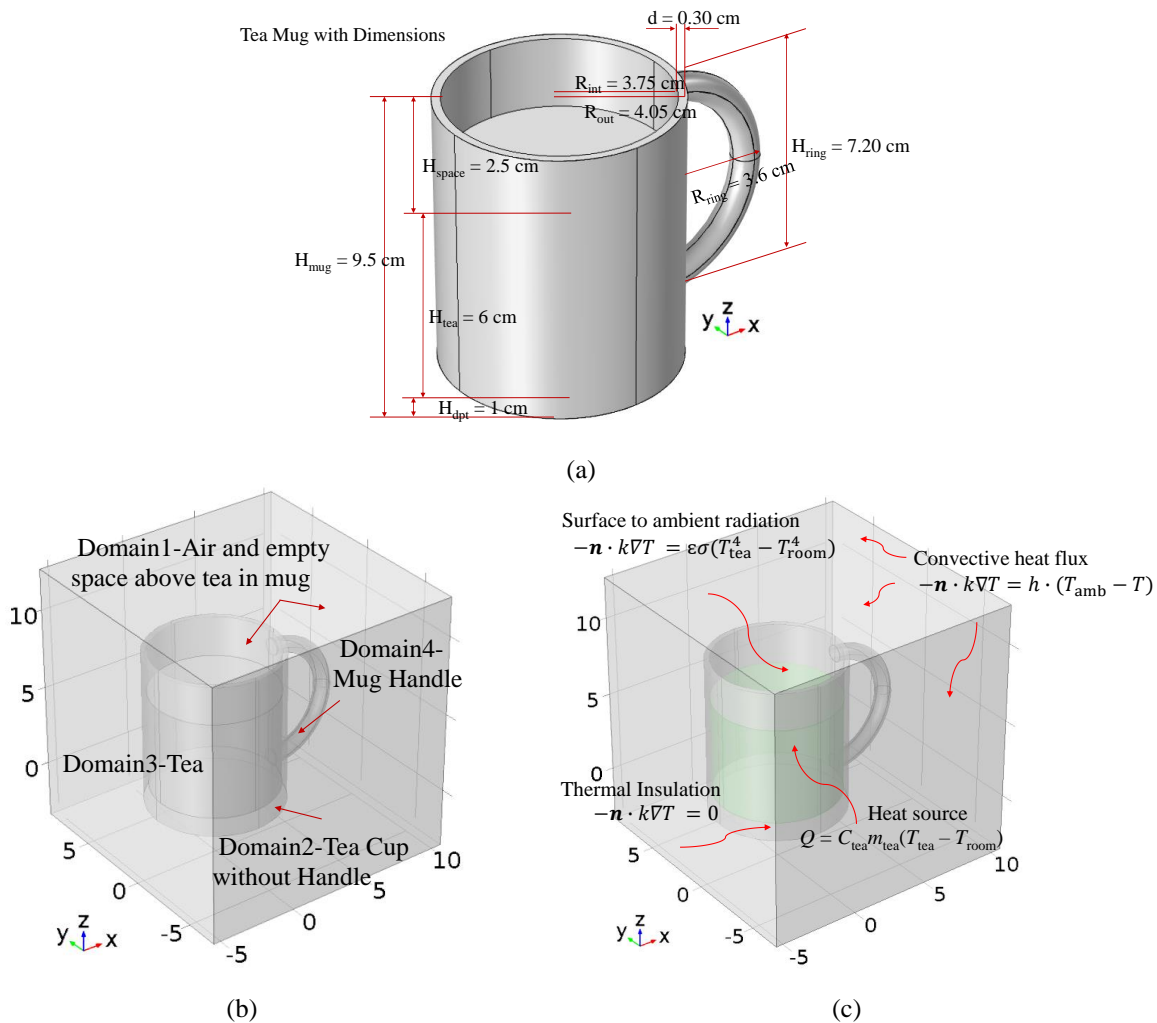 d = 0.30 cm
Tea Mug with Dimensions
R_int = 3.75 cm
R_out = 4.05 cm
H_ring = 7.20 cm
H_space = 2.5 cm
R_ring = 3.6 cm
H_mug = 9.5 cm
H_tea = 6 cm
z
y x
H_dpt = 1 cm
(a)
Domain1-Air and empty
space above tea in mug
Domain4-
Mug Handle
Domain3-Tea
Domain2-Tea Cup
without Handle
10
5
0
5
0
-5
10
5
0
-5
z
y x
(b)
Surface to ambient radiation
−n · k∇T = εσ(T_tea^4 − T_room^4)
Convective heat flux
−n · k∇T = h · (T_amb − T)
Thermal Insulation
−n · k∇T = 0
Heat source
Q = C_tea m_tea(T_tea – T_room)
10
5
0
5
0
-5
10
5
0
-5
z
y x
(c)